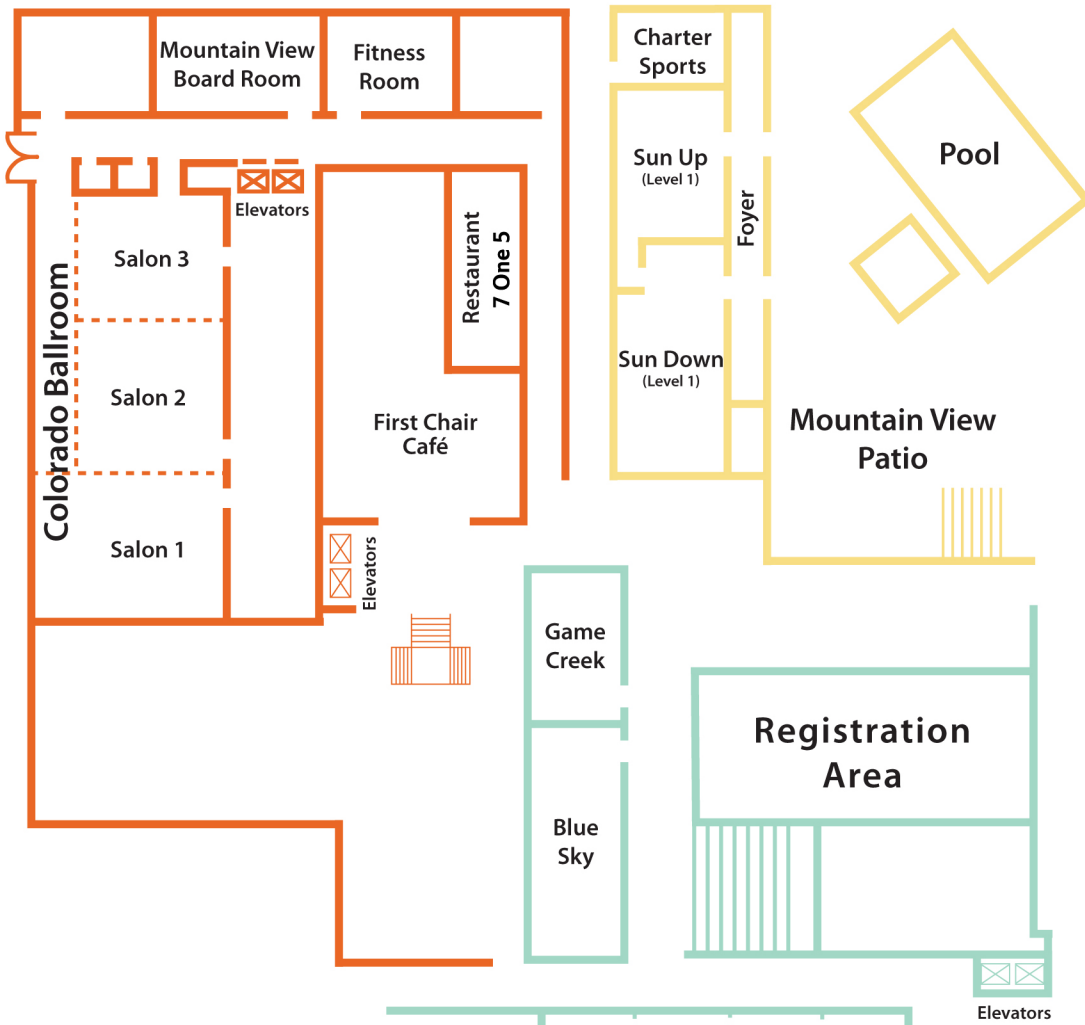 Mountain View
Board Room
Fitness
Room
Elevators
Colorado Ballroom
Salon 3
Salon 2
Salon 1
Restaurant
7 One 5
First Chair
Café
Elevators
Charter
Sports
Sun Up
(Level 1)
Foyer
Sun Down
(Level 1)
Pool
Mountain View
Patio
Game
Creek
Blue
Sky
Registration
Area
Elevators